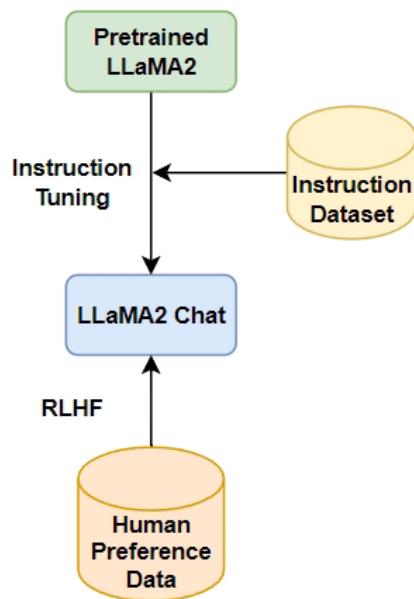 Pretrained
LLaMA2
Instruction
Tuning
Instruction
Dataset
LLaMA2 Chat
RLHF
Human
Preference
Data